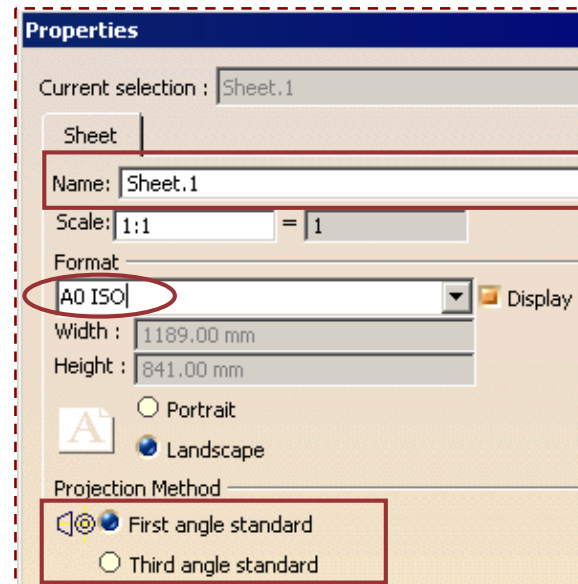 Properties
Current selection : Sheet.1
Sheet
Name: Sheet.1
Scale: 1:1 = 1
Format
A0 ISO Display
Width : 1189.00 mm
Height : 841.00 mm
A
Portrait
Landscape
Projection Method
First angle standard
Third angle standard